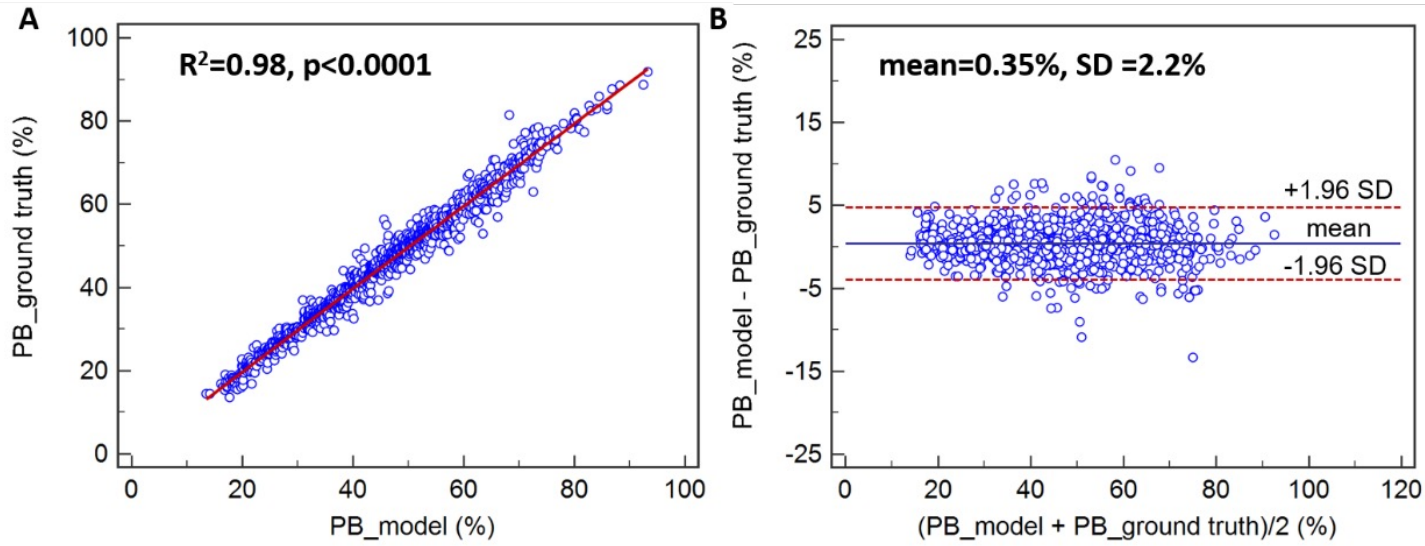 A
R²=0.98, p<0.0001
PB_ground truth (%)
100
80
60
40
20
0
0 20 40 60 80 100
PB_model (%)
B
mean=0.35%, SD =2.2%
PB_model - PB_ground truth (%)
25
15
5
-5
-15
-25
+1.96 SD
mean
-1.96 SD
0 20 40 60 80 100 120
(PB_model + PB_ground truth)/2 (%)